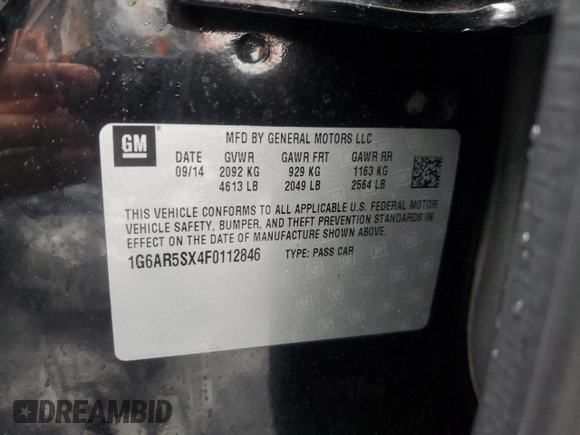 GM
MFD BY GENERAL MOTORS LLC
DATE GVWR GAWR FRT GAWR RR
09/14 2092 KG 929 KG 1163 KG
4613 LB 2049 LB 2564 LB
THIS VEHICLE CONFORMS TO ALL APPLICABLE U.S. FEDERAL MOTOR
VEHICLE SAFETY, BUMPER, AND THEFT PREVENTION STANDARDS IN
EFFECT ON THE DATE OF MANUFACTURE SHOWN ABOVE.
1G6AR5SX4F0112846 TYPE: PASS CAR
DREAMBID